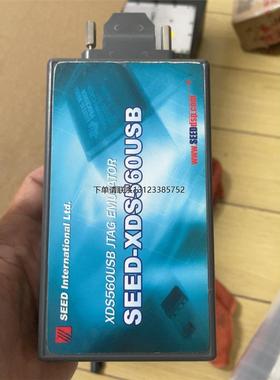 SEED International Ltd.
XDS560USB JTAG EMULATOR
SEED-XDS560USB
www.SEEDdsp.com
下单请联系13123385752